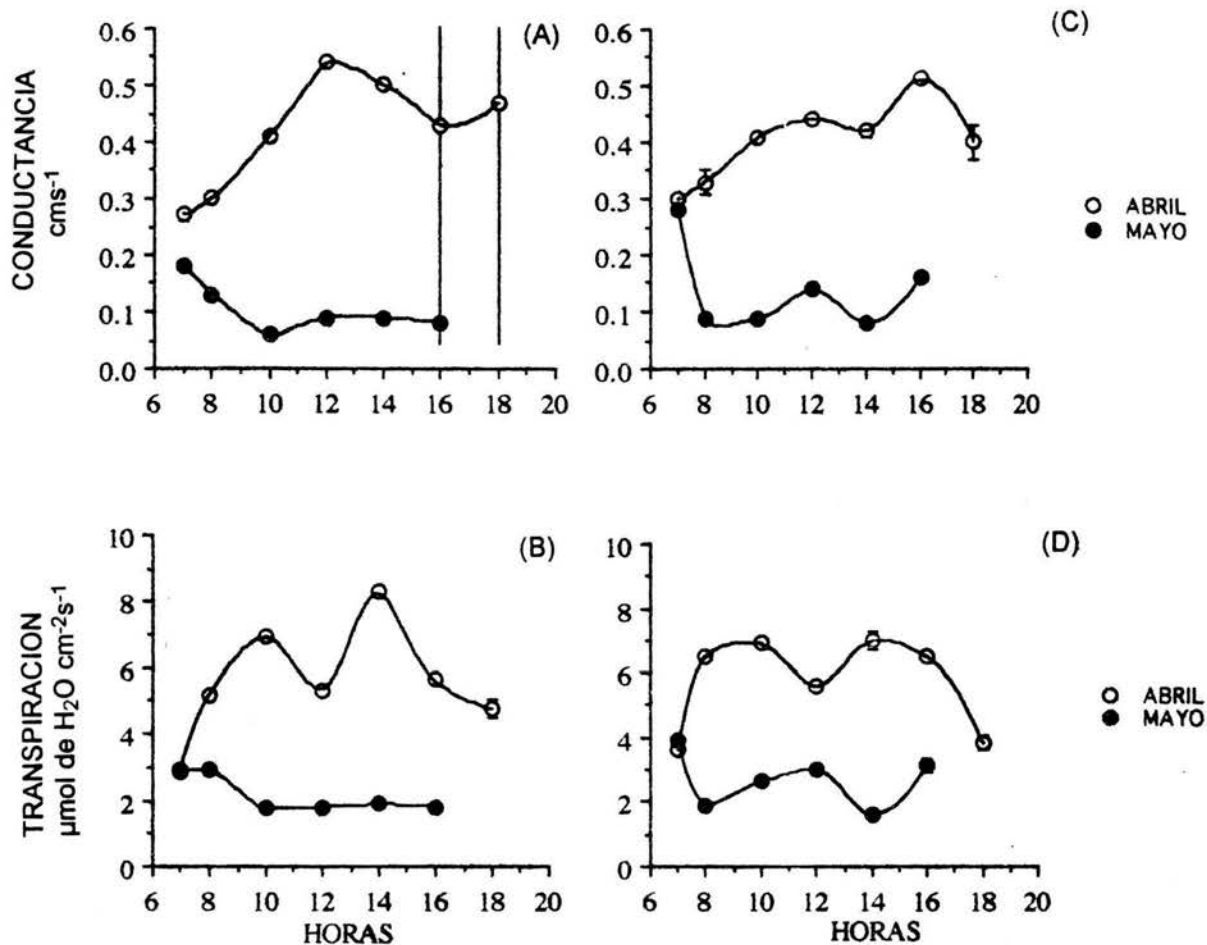 CONDUCTANCIA
cms-1
0.6
0.5
0.4
0.3
0.2
0.1
0.0
(A)
6 8 10 12 14 16 18 20
0.6
0.5
0.4
0.3
0.2
0.1
0.0
(C)
6 8 10 12 14 16 18 20
ABRIL
MAYO
TRANSPIRACION
µmol de H2O cm-2s-1
10
8
6
4
2
0
(B)
6 8 10 12 14 16 18 20
HORAS
10
8
6
4
2
0
(D)
6 8 10 12 14 16 18 20
HORAS
ABRIL
MAYO